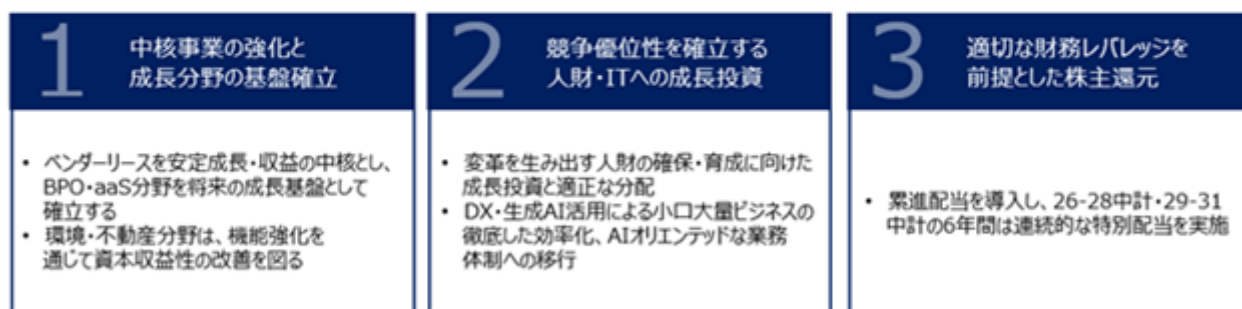 1
中核事業の強化と
成長分野の基盤確立
• ベンダーリースを安定成長・収益の中核とし、
BPO・aaS分野を将来の成長基盤として
確立する
• 環境・不動産分野は、機能強化を
通じて資本収益性の改善を図る
2
競争優位性を確立する
人財・ITへの成長投資
• 変革を生み出す人財の確保・育成に向けた
成長投資と適正な分配
• DX・生成AI活用による小口大量ビジネスの
徹底した効率化、AIオリエンテッドな業務
体制への移行
3
適切な財務レバレッジを
前提とした株主還元
• 累進配当を導入し、26-28中計・29-31
中計の6年間は連続的な特別配当を実施